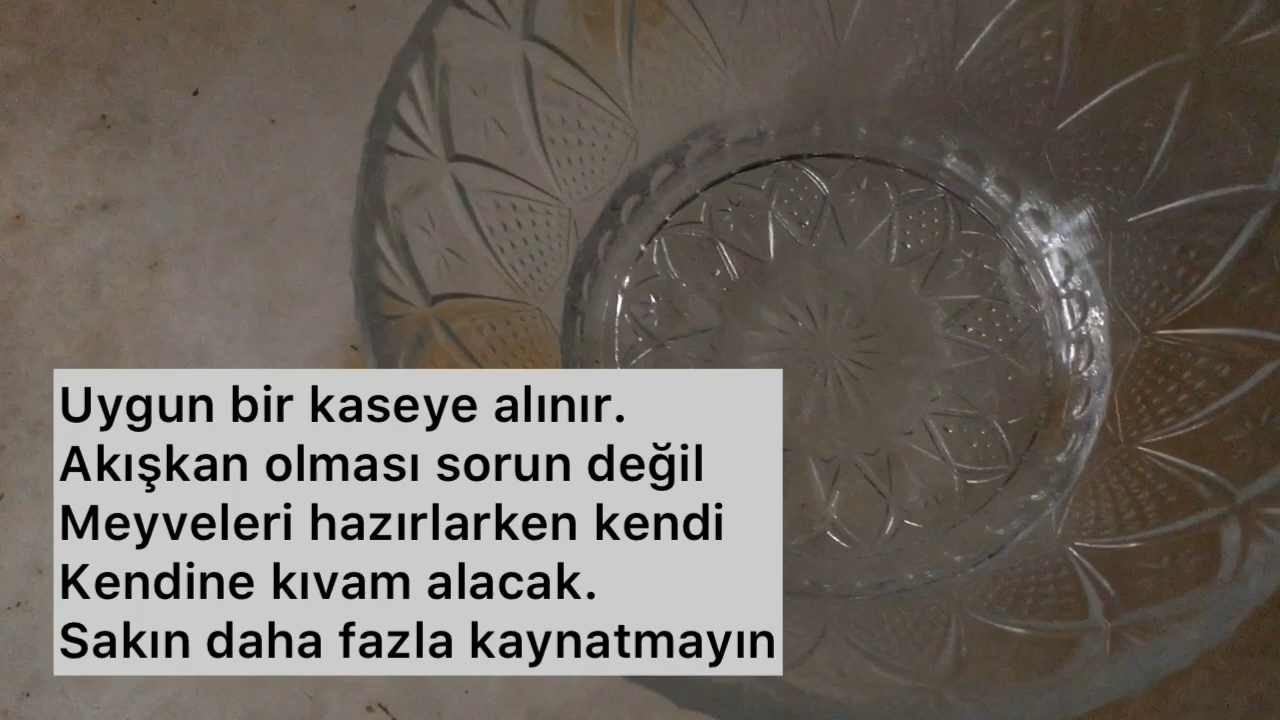 Uygun bir kaseye alınır.
Akışkan olması sorun değil
Meyveleri hazırlarken kendi
Kendine kıvam alacak.
Sakın daha fazla kaynatmayın